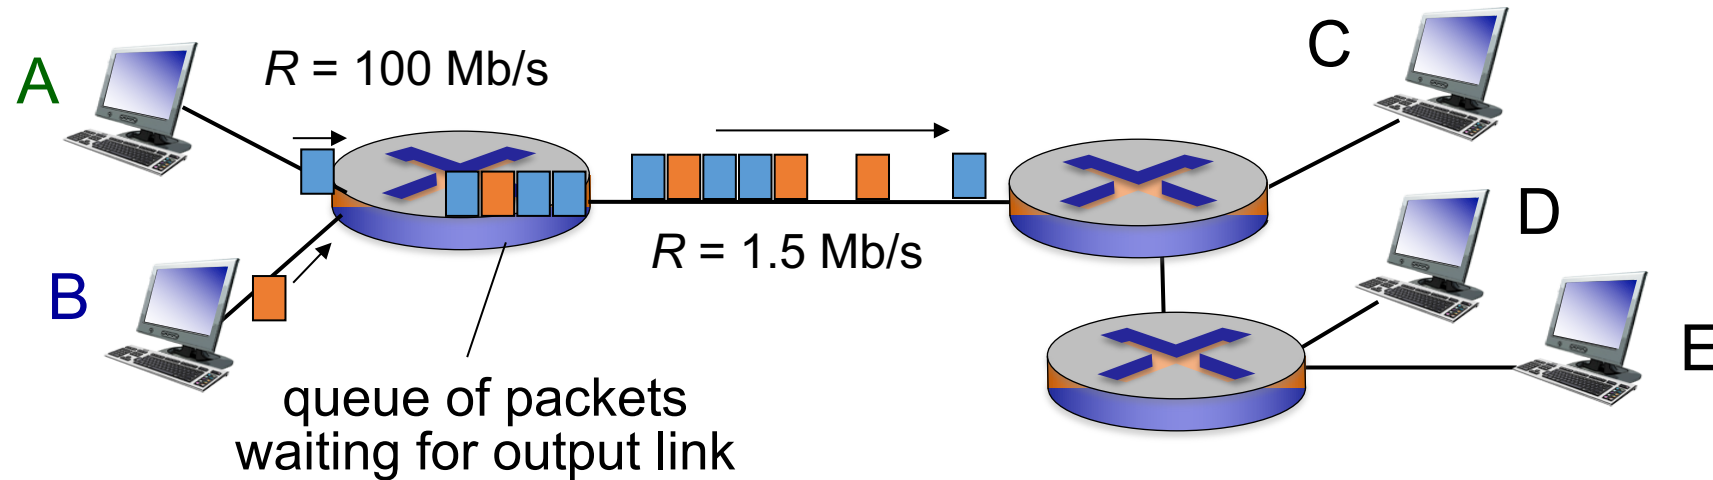 A
R = 100 Mb/s
C
D
B
R = 1.5 Mb/s
E
queue of packets
waiting for output link